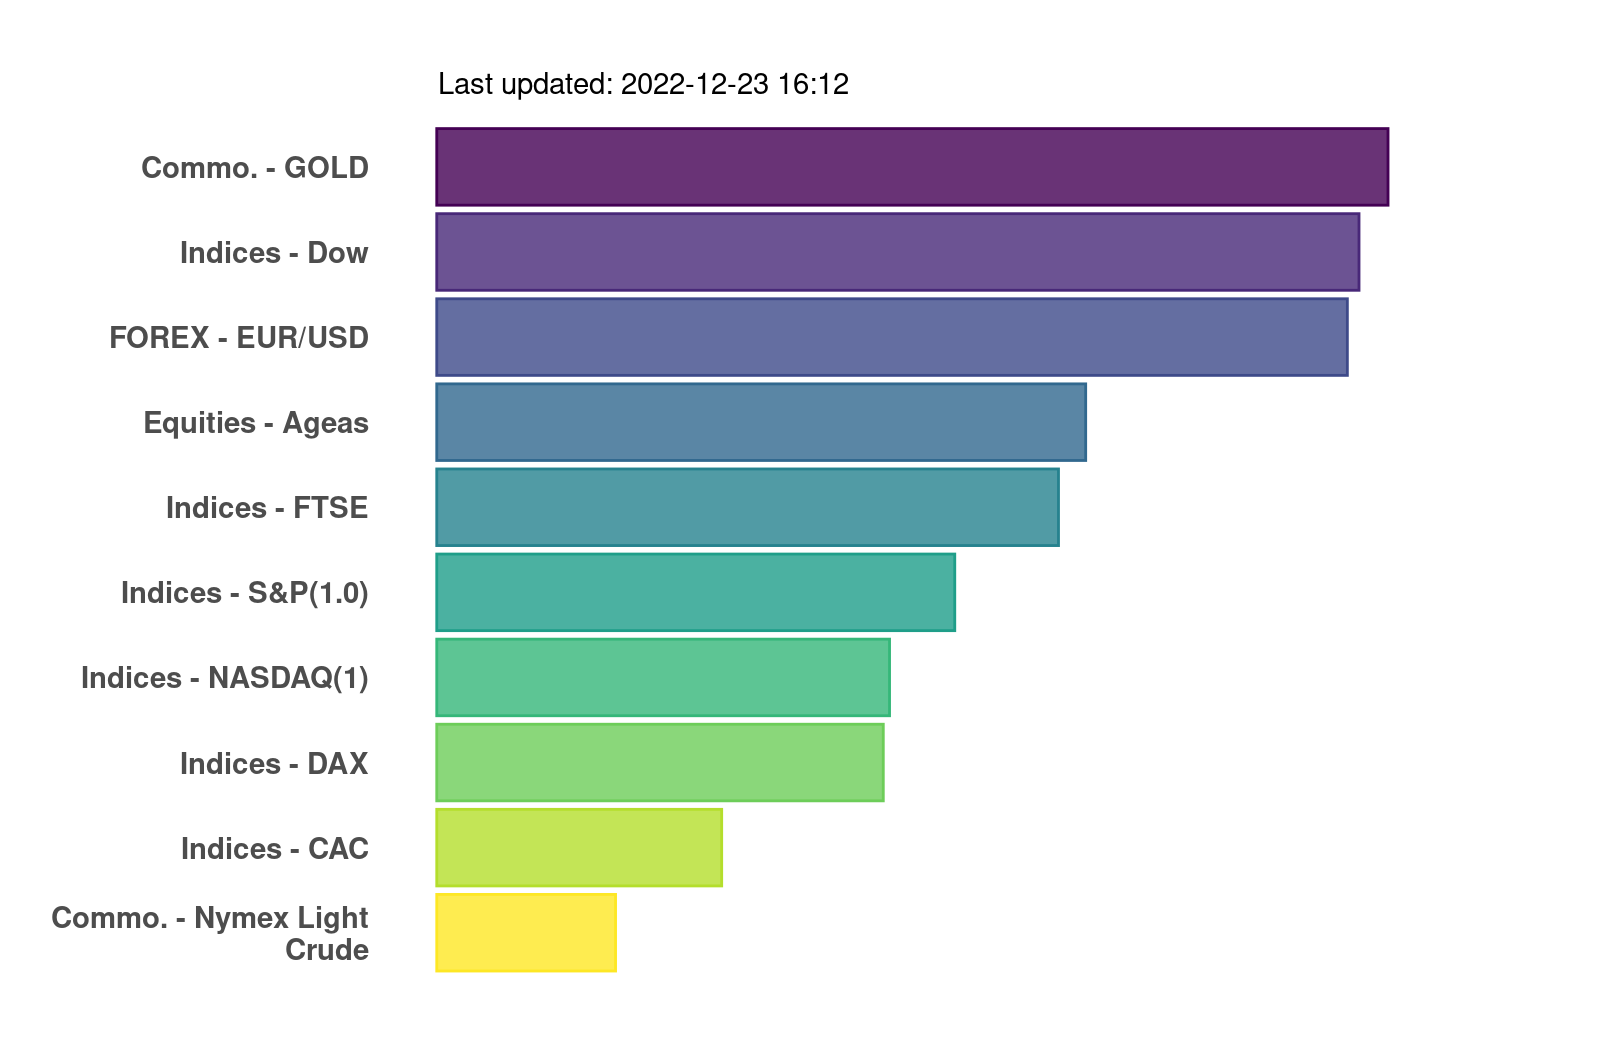 Last updated: 2022-12-23 16:12
Commo. - GOLD
Indices - Dow
FOREX - EUR/USD
Equities - Ageas
Indices - FTSE
Indices - S&P(1.0)
Indices - NASDAQ(1)
Indices - DAX
Indices - CAC
Commo. - Nymex Light
Crude